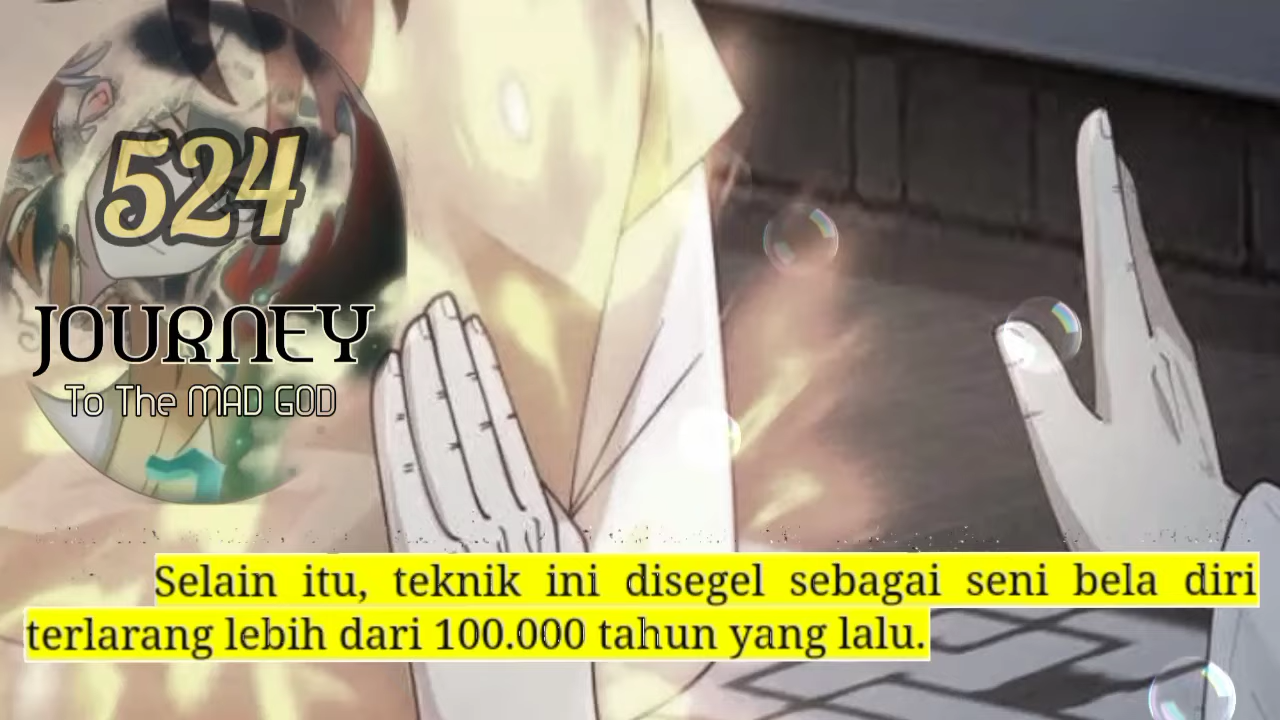 524
JOURNEY
To The MAD GOD
Selain itu, teknik ini disegel sebagai seni bela diri
terlarang lebih dari 100.000 tahun yang lalu.